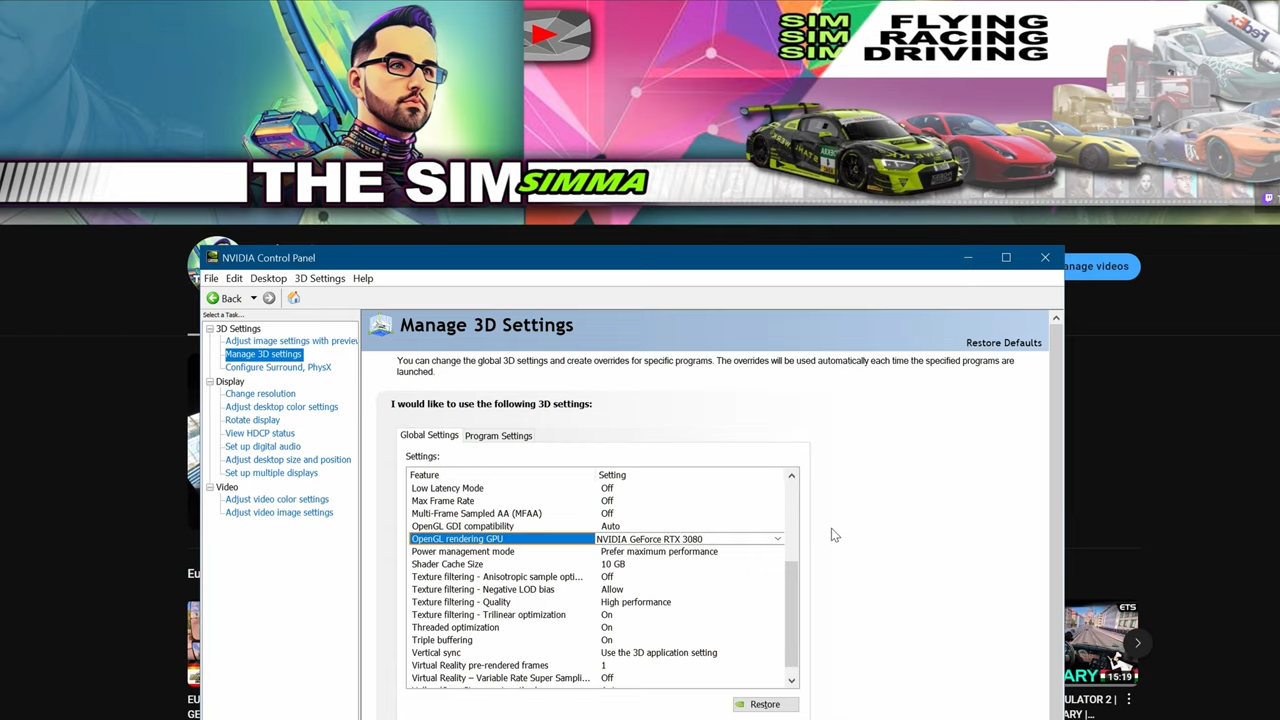 SIM FLYING
SIM RACING
SIM DRIVING
FedEx
THE SIM SIMMA
anage videos
NVIDIA Control Panel
File Edit Desktop 3D Settings Help
Back
Select a Task...
3D Settings
Adjust image settings with preview
Manage 3D settings
Configure Surround, PhysX
Display
Change resolution
Adjust desktop color settings
Rotate display
View HDCP status
Set up digital audio
Adjust desktop size and position
Set up multiple displays
Video
Adjust video color settings
Adjust video image settings
Manage 3D Settings
Restore Defaults
You can change the global 3D settings and create overrides for specific programs. The overrides will be used automatically each time the specified programs are
launched.
I would like to use the following 3D settings:
Global Settings Program Settings
Settings:
Feature Setting
Low Latency Mode Off
Max Frame Rate Off
Multi-Frame Sampled AA (MFAA) Off
OpenGL GDI compatibility Auto
OpenGL rendering GPU NVIDIA GeForce RTX 3080
Power management mode Prefer maximum performance
Shader Cache Size 10 GB
Texture filtering - Anisotropic sample opti... Off
Texture filtering - Negative LOD bias Allow
Texture filtering - Quality High performance
Texture filtering - Trilinear optimization On
Threaded optimization On
Triple buffering On
Vertical sync Use the 3D application setting
Virtual Reality pre-rendered frames 1
Virtual Reality – Variable Rate Super Sampli... Off
Restore
Eu
EU
GE
ETS
ARY
15:19
ULATOR 2 |
ARY |...